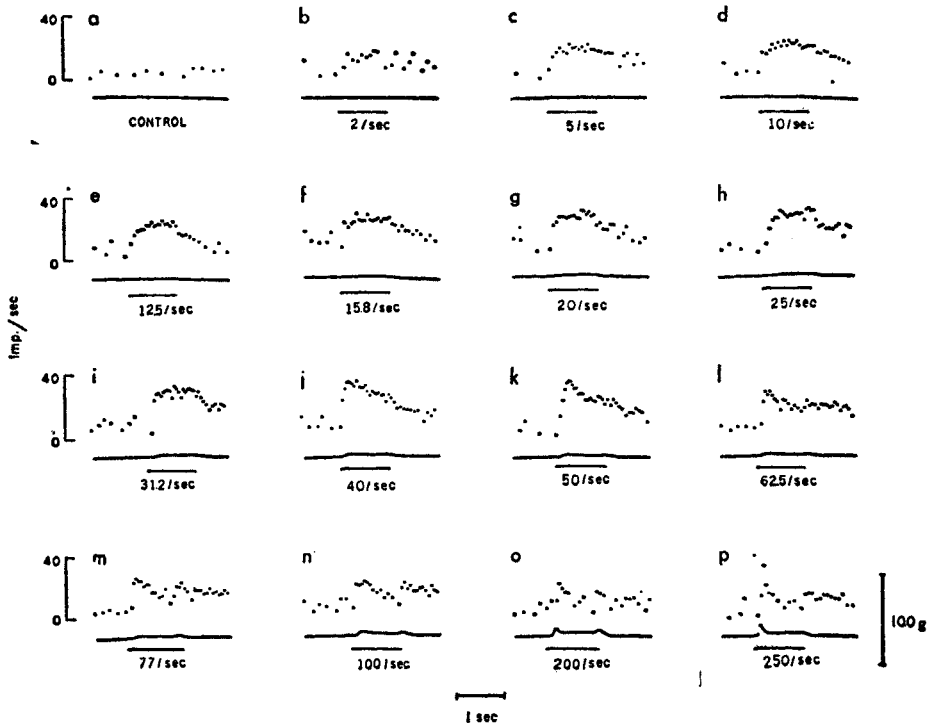 a b c d
40
0
CONTROL 2/sec 5/sec 10/sec
e f g h
40
0
12.5/sec 15.8/sec 20/sec 25/sec
Imp./sec
i j k l
40
0
31.2/sec 40/sec 50/sec 62.5/sec
m n o p
40
0
77/sec 100/sec 200/sec 250/sec
1 sec